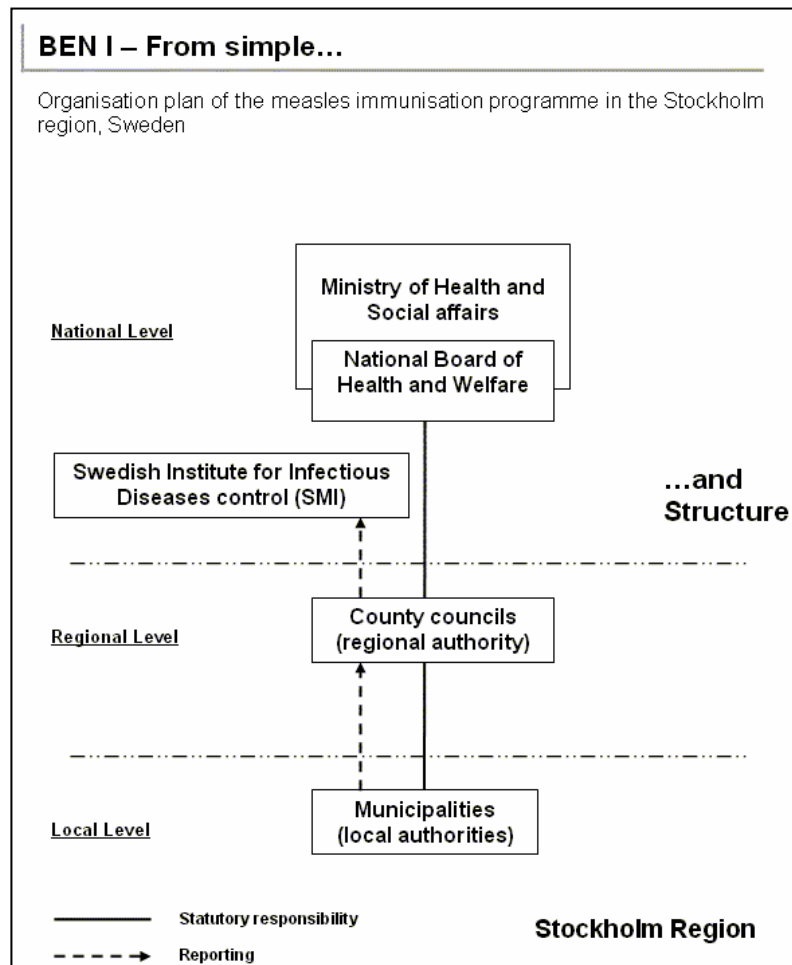 BEN I – From simple…
Organisation plan of the measles immunisation programme in the Stockholm
region, Sweden
Ministry of Health and
Social affairs
National Level
National Board of
Health and Welfare
Swedish Institute for Infectious
Diseases control (SMI)
…and
Structure
County councils
(regional authority)
Regional Level
Municipalities
(local authorities)
Local Level
Statutory responsibility
Reporting
Stockholm Region